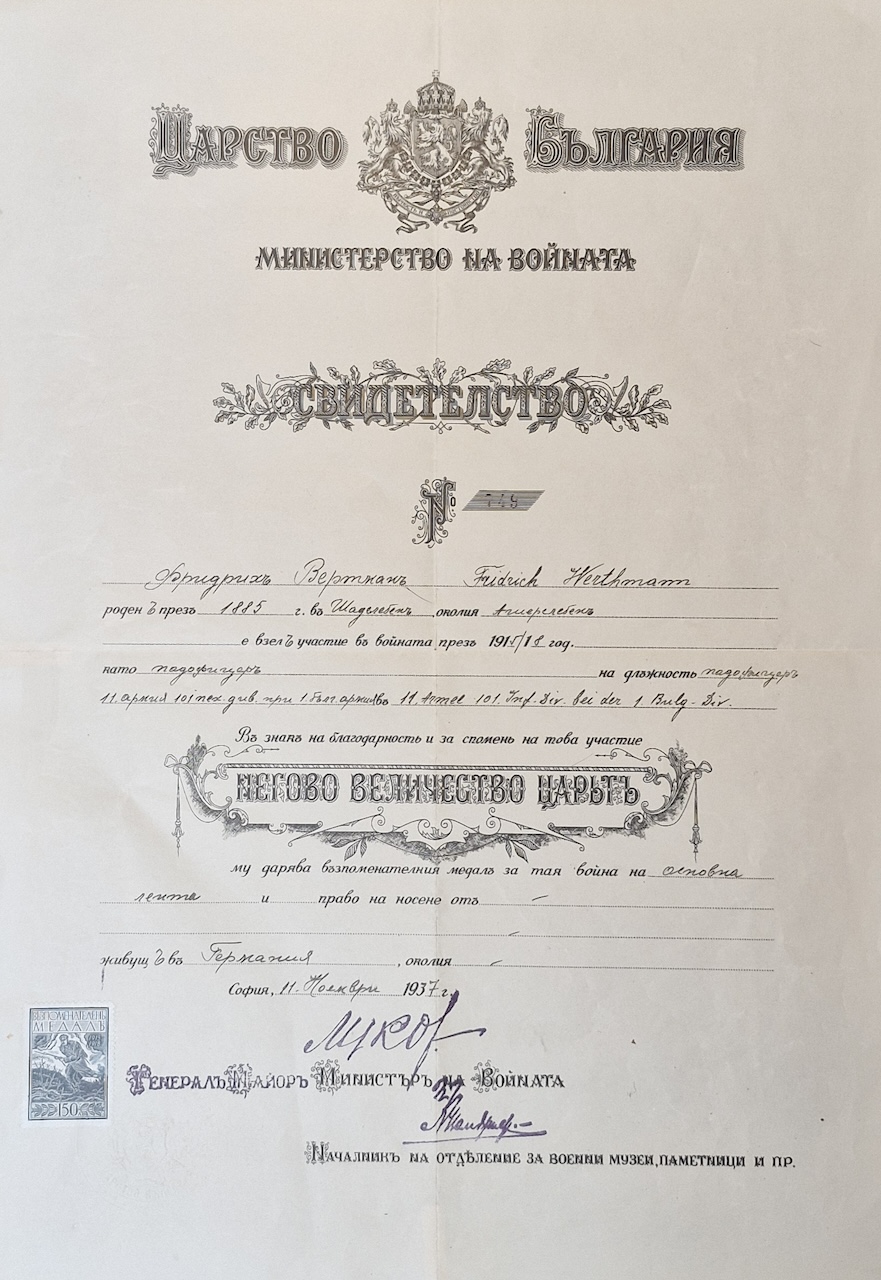 Царство България
МИНИСТЕРСТВО НА ВОЙНАТА
СВИДЕТЕЛСТВО
№ 749
Фридрихъ Вертманъ Fridrich Werthmann
роденъ презъ 1885 г. въ Шаделебенъ, околия Ашерслебенъ
е взелъ участие въ войната презъ 1915/18 год.
като подофицеръ на длъжность подофицеръ
11. армия 101 пех. див. при 1. бълг. армия въ 11. Armee 101. Inf.-Div. bei der 1. Bulg.-Div.
Въ знакъ на благодарность и за споменъ на това участие
НЕГОВО ВЕЛИЧЕСТВО ЦАРЬТЪ
му дарява възпоменателния медалъ за тая война на основна
лента и право на носене отъ –
–
живущъ въ Германия, околия –
София, 11. Ноември 1937 г.
Луковъ
ГЕНЕРАЛЪ МАЙОРЪ МИНИСТЪРЪ НА ВОЙНАТА
НАЧАЛНИКЪ НА ОТДѢЛЕНИЕ ЗА ВОЕННИ МУЗЕИ, ПАМЕТНИЦИ И ПР.
ВЪЗПОМЕНАТЕЛЕНЪ
МЕДАЛЪ
150